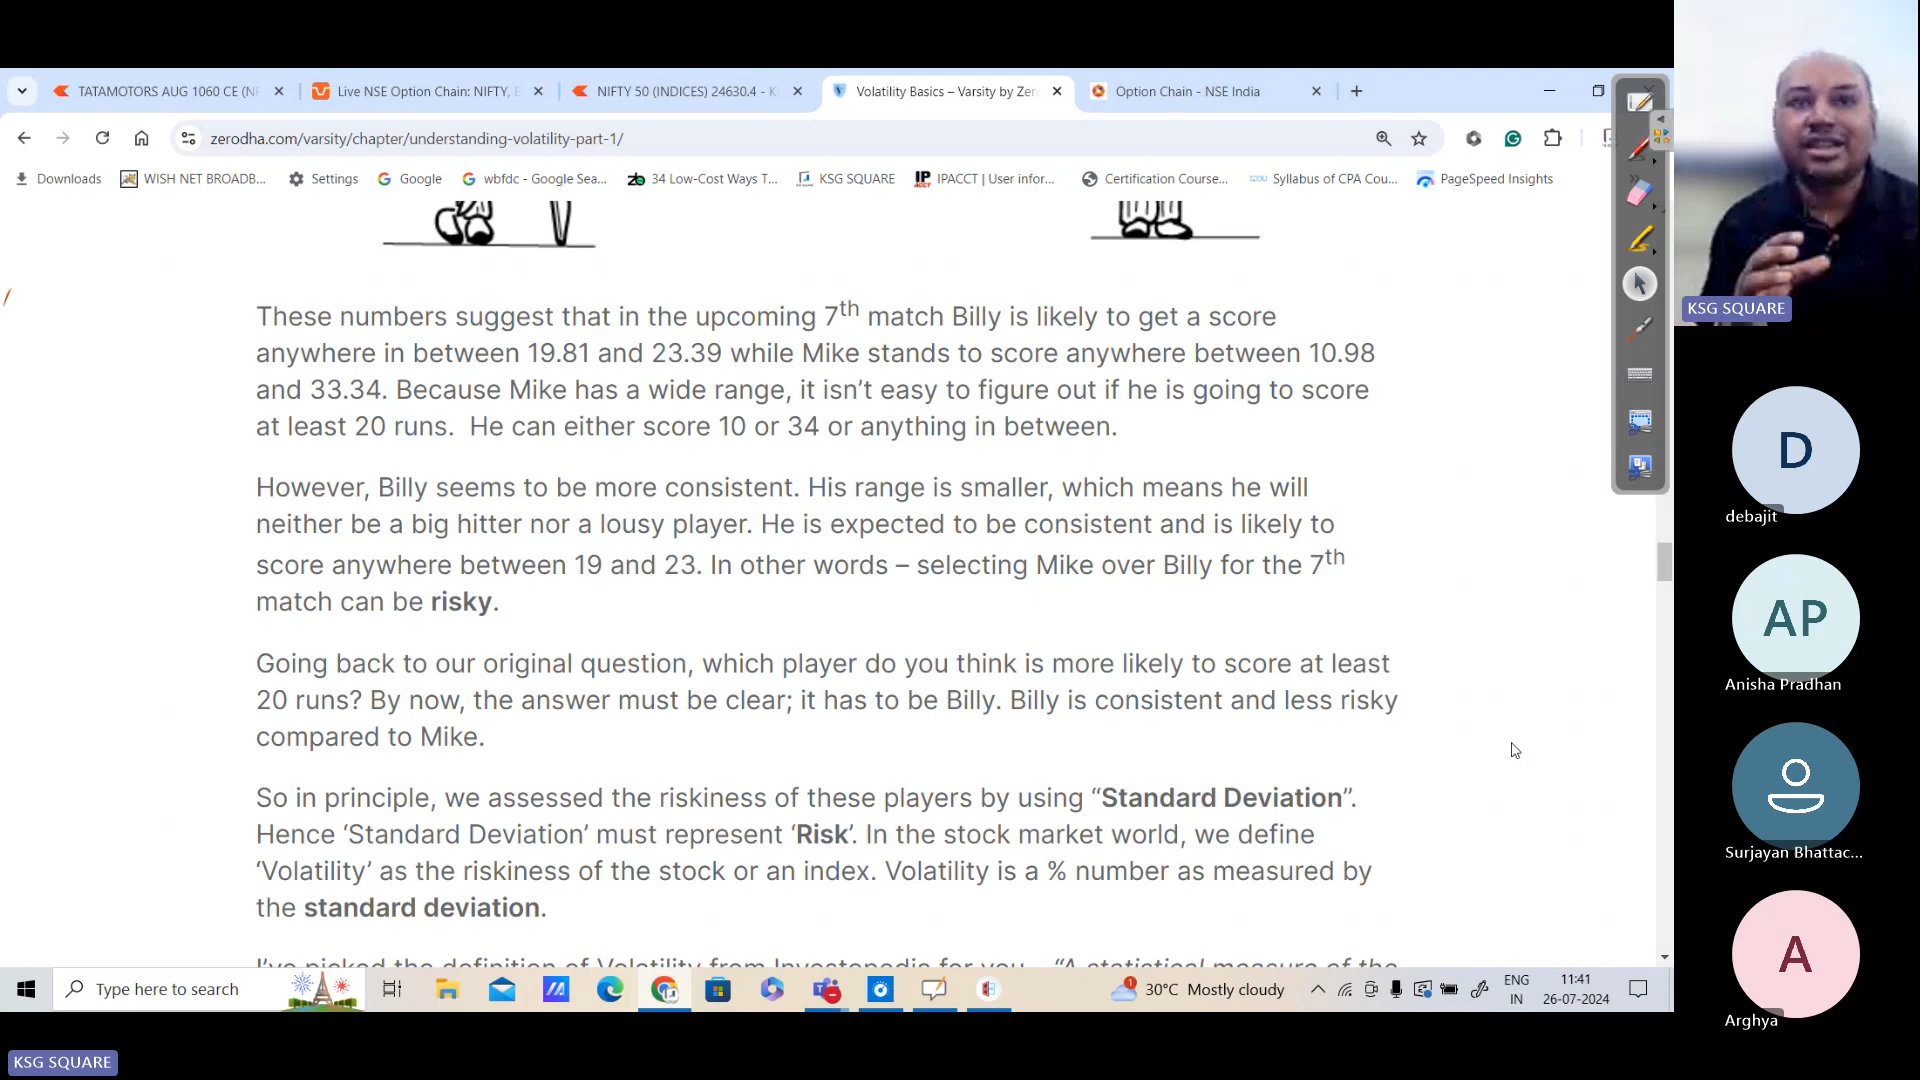 TATAMOTORS AUG 1060 CE (NF
Live NSE Option Chain: NIFTY, B
NIFTY 50 (INDICES) 24630.4 - K
Volatility Basics – Varsity by Zer
Option Chain - NSE India
zerodha.com/varsity/chapter/understanding-volatility-part-1/
Downloads
WISH NET BROADB...
Settings
Google
wbfdc - Google Sea...
34 Low-Cost Ways T...
KSG SQUARE
IPACCT | User infor...
Certification Course...
Syllabus of CPA Cou...
PageSpeed Insights
These numbers suggest that in the upcoming 7th match Billy is likely to get a score
anywhere in between 19.81 and 23.39 while Mike stands to score anywhere between 10.98
and 33.34. Because Mike has a wide range, it isn’t easy to figure out if he is going to score
at least 20 runs.  He can either score 10 or 34 or anything in between.
However, Billy seems to be more consistent. His range is smaller, which means he will
neither be a big hitter nor a lousy player. He is expected to be consistent and is likely to
score anywhere between 19 and 23. In other words – selecting Mike over Billy for the 7th
match can be risky.
Going back to our original question, which player do you think is more likely to score at least
20 runs? By now, the answer must be clear; it has to be Billy. Billy is consistent and less risky
compared to Mike.
So in principle, we assessed the riskiness of these players by using “Standard Deviation”.
Hence ‘Standard Deviation’ must represent ‘Risk’. In the stock market world, we define
‘Volatility’ as the riskiness of the stock or an index. Volatility is a % number as measured by
the standard deviation.
I’ve picked the definition of Volatility from Investopedia for you – “A statistical measure of the
Type here to search
30°C Mostly cloudy
ENG
IN
11:41
26-07-2024
KSG SQUARE
KSG SQUARE
D
debajit
AP
Anisha Pradhan
Surjayan Bhattac...
A
Arghya